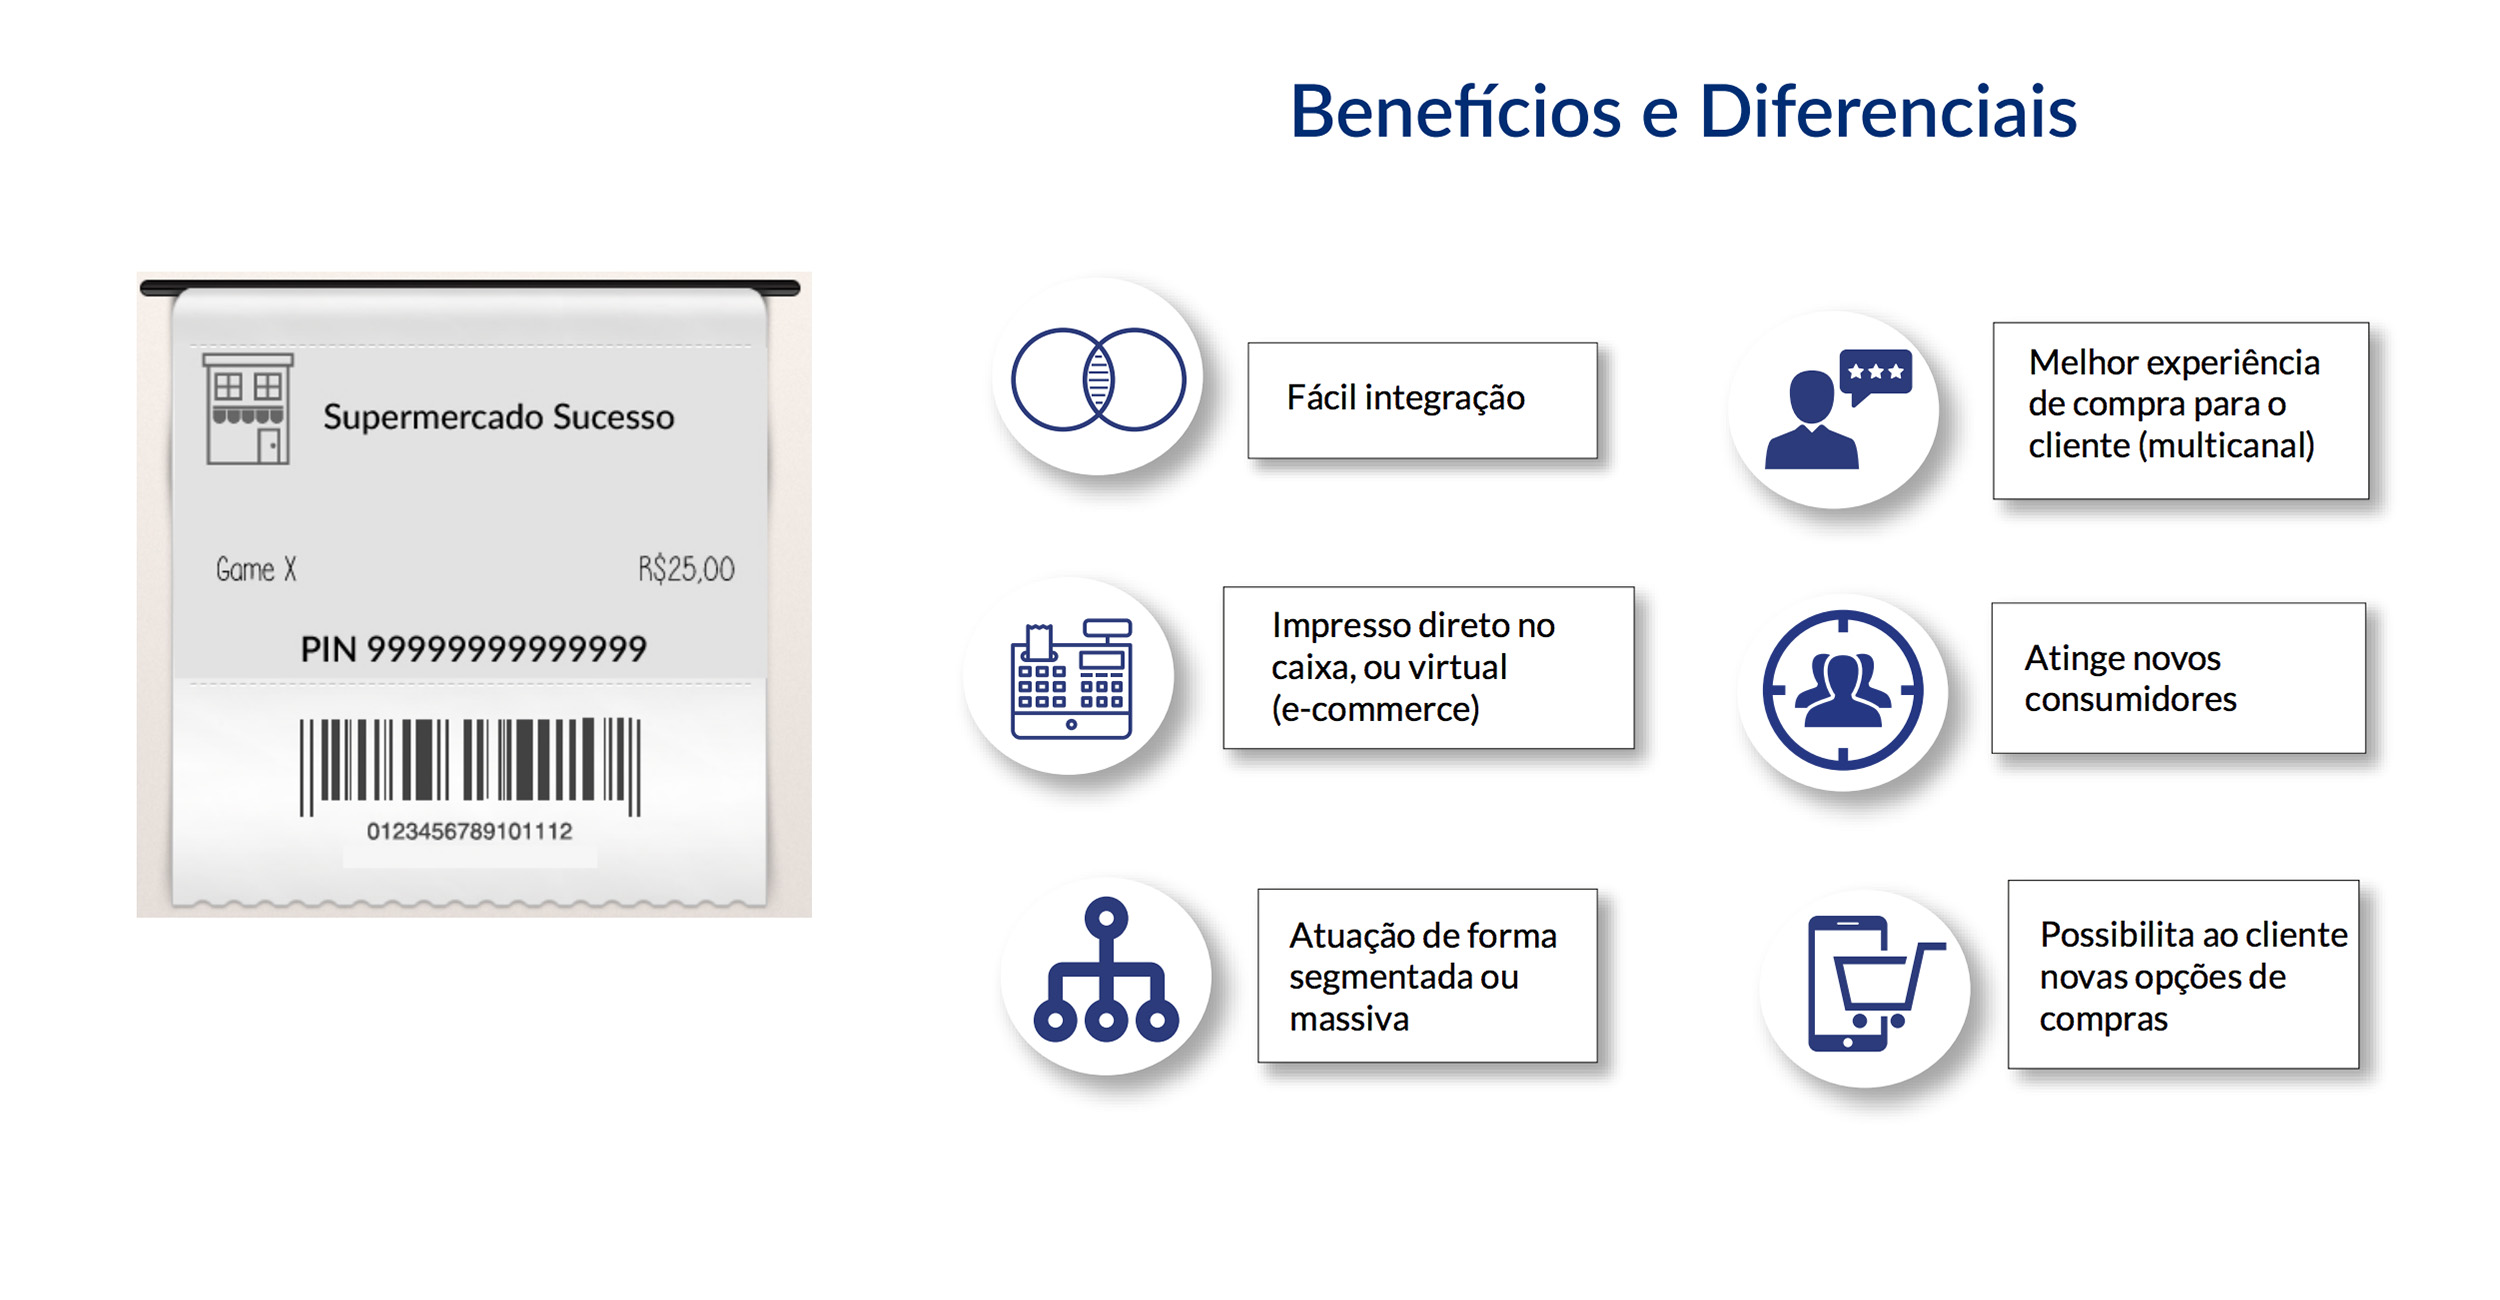 Benefícios e Diferenciais
Supermercado Sucesso
Game X R$25,00
PIN 99999999999999
0123456789101112
Fácil integração
Melhor experiência
de compra para o
cliente (multicanal)
Impresso direto no
caixa, ou virtual
(e-commerce)
Atinge novos
consumidores
Atuação de forma
segmentada ou
massiva
Possibilita ao cliente
novas opções de
compras